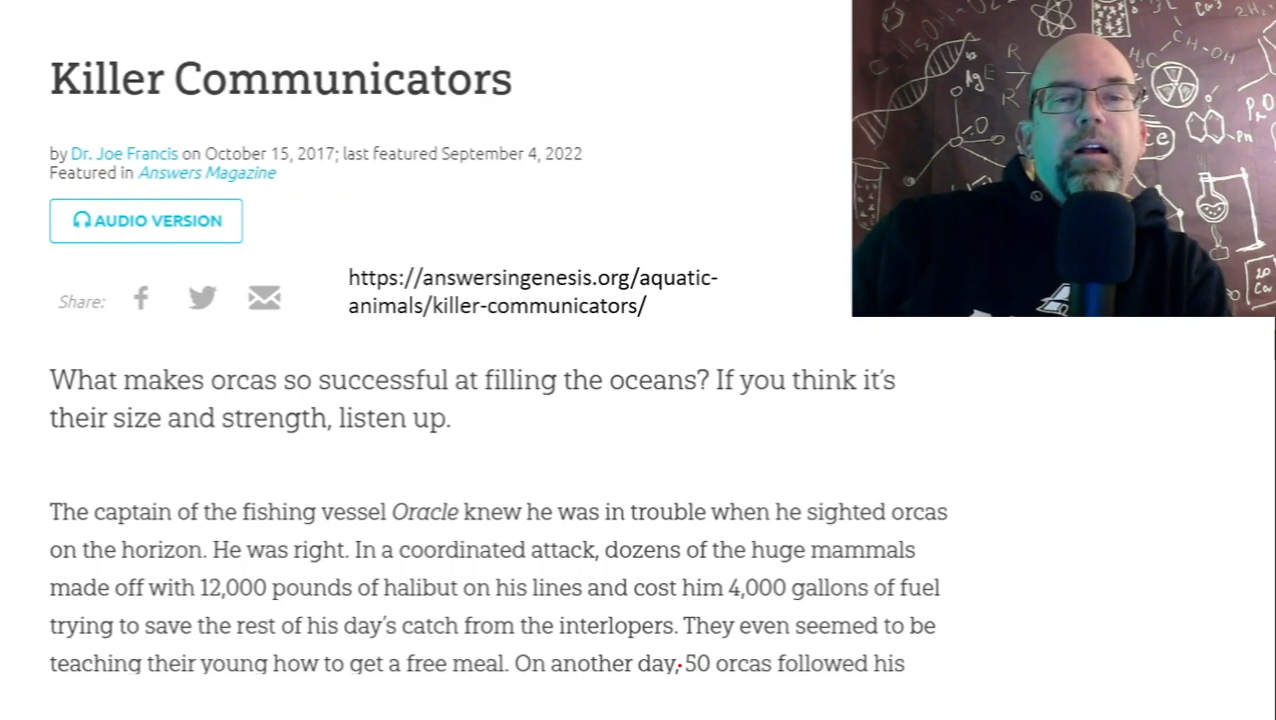 Killer Communicators
by Dr. Joe Francis on October 15, 2017; last featured September 4, 2022
Featured in Answers Magazine
AUDIO VERSION
Share:
https://answersingenesis.org/aquatic-
animals/killer-communicators/
What makes orcas so successful at filling the oceans? If you think it's
their size and strength, listen up.
The captain of the fishing vessel Oracle knew he was in trouble when he sighted orcas
on the horizon. He was right. In a coordinated attack, dozens of the huge mammals
made off with 12,000 pounds of halibut on his lines and cost him 4,000 gallons of fuel
trying to save the rest of his day's catch from the interlopers. They even seemed to be
teaching their young how to get a free meal. On another day, 50 orcas followed his